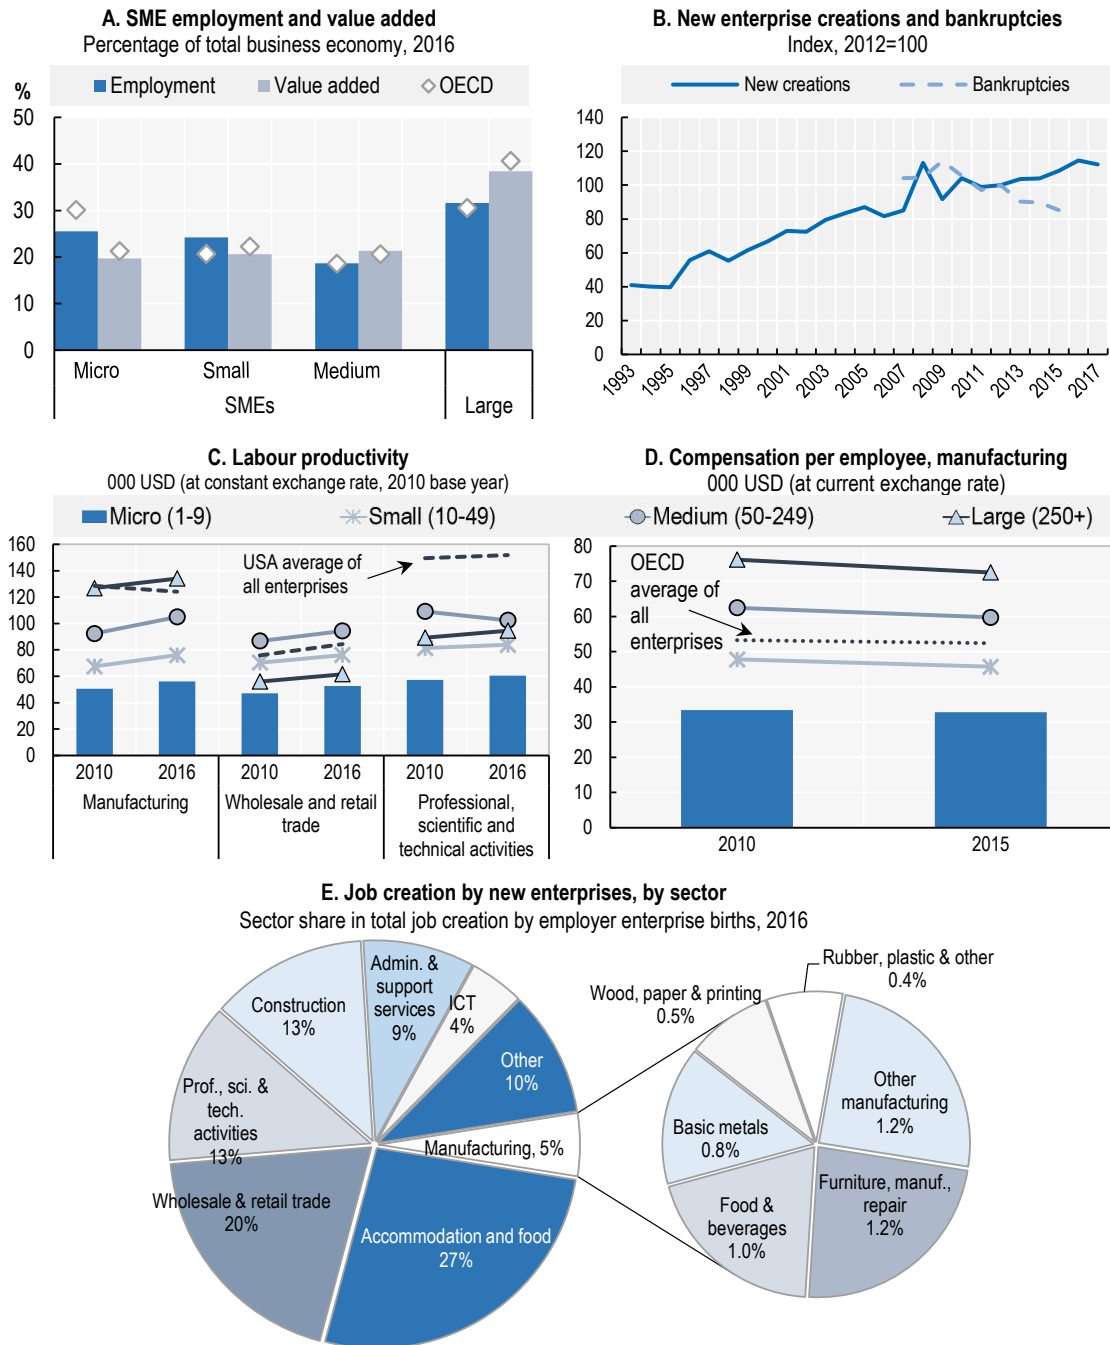 A. SME employment and value added
Percentage of total business economy, 2016
% Employment Value added OECD
50
40
30
20
10
0
Micro Small Medium
SMEs Large
B. New enterprise creations and bankruptcies
Index, 2012=100
New creations Bankruptcies
140
120
100
80
60
40
20
0
1993 1995 1997 1999 2001 2003 2005 2007 2009 2011 2013 2015 2017
C. Labour productivity
000 USD (at constant exchange rate, 2010 base year)
D. Compensation per employee, manufacturing
000 USD (at current exchange rate)
Micro (1-9) Small (10-49) Medium (50-249) Large (250+)
160
140
120
100
80
60
40
20
0
USA average of
all enterprises
2010 2016 2010 2016 2010 2016
Manufacturing
Wholesale and retail
trade
Professional,
scientific and
technical activities
80
70
60
50
40
30
20
10
0
OECD
average of
all
enterprises
2010 2015
E. Job creation by new enterprises, by sector
Sector share in total job creation by employer enterprise births, 2016
Construction
13%
Admin. &
support
services
9%
ICT
4%
Other
10%
Manufacturing, 5%
Accommodation and food
27%
Wholesale & retail trade
20%
Prof., sci. &
tech.
activities
13%
Wood, paper & printing
0.5%
Rubber, plastic & other
0.4%
Other
manufacturing
1.2%
Furniture, manuf.,
repair
1.2%
Food &
beverages
1.0%
Basic metals
0.8%